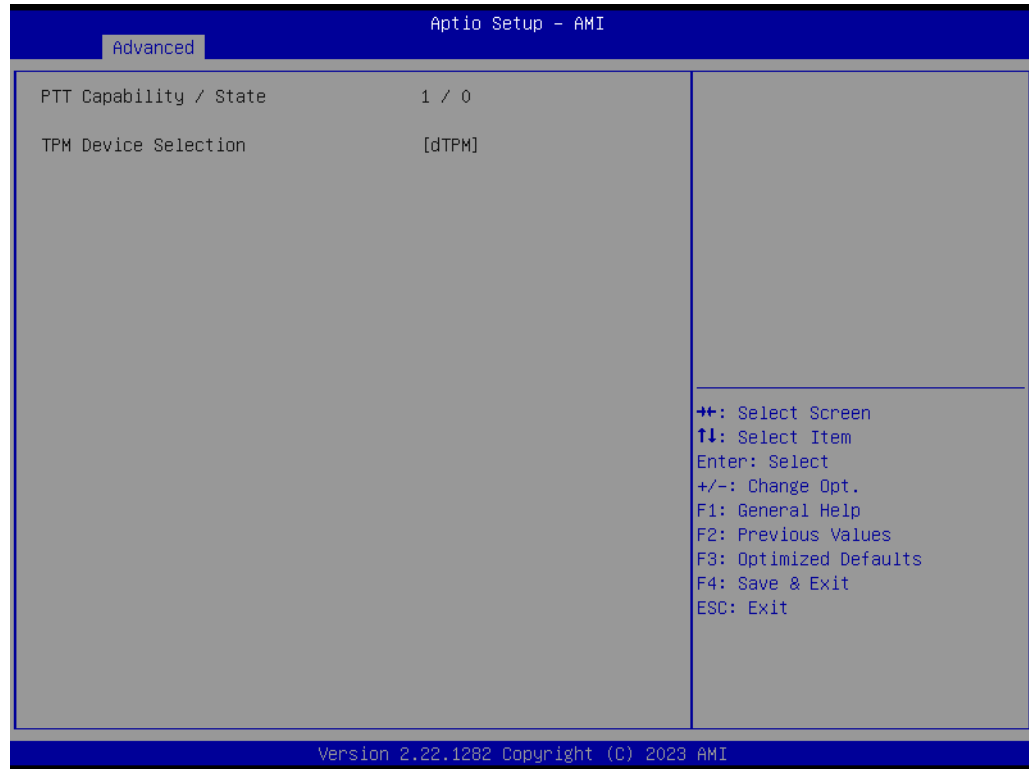 Aptio Setup - AMI
Advanced
PTT Capability / State 1 / 0
TPM Device Selection [dTPM]
→←: Select Screen
↑↓: Select Item
Enter: Select
+/-: Change Opt.
F1: General Help
F2: Previous Values
F3: Optimized Defaults
F4: Save & Exit
ESC: Exit
Version 2.22.1282 Copyright (C) 2023 AMI